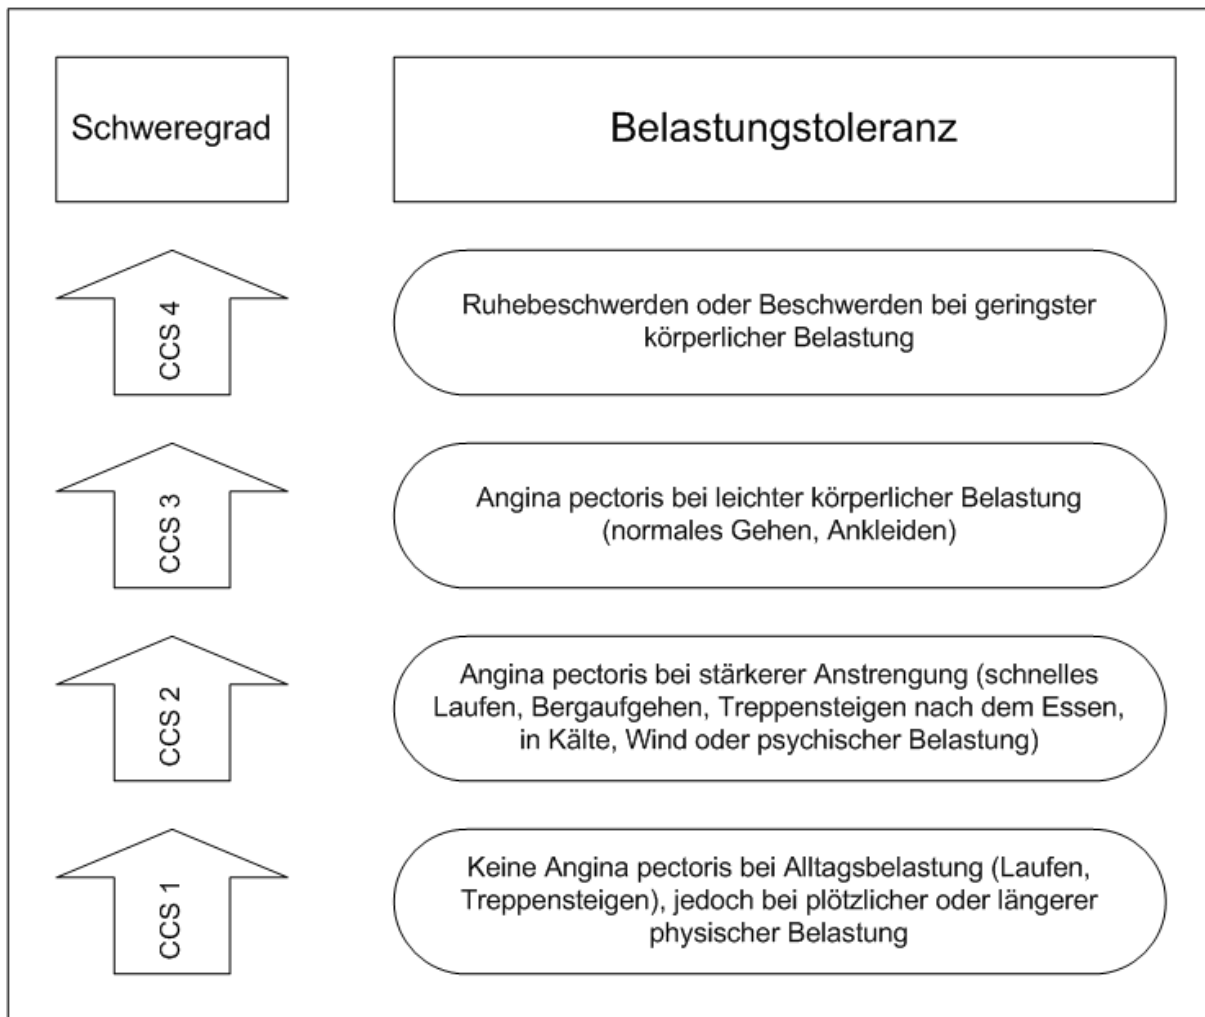 Schweregrad
Belastungstoleranz
CCS 4
Ruhebeschwerden oder Beschwerden bei geringster
körperlicher Belastung
CCS 3
Angina pectoris bei leichter körperlicher Belastung
(normales Gehen, Ankleiden)
CCS 2
Angina pectoris bei stärkerer Anstrengung (schnelles
Laufen, Bergaufgehen, Treppensteigen nach dem Essen,
in Kälte, Wind oder psychischer Belastung)
CCS 1
Keine Angina pectoris bei Alltagsbelastung (Laufen,
Treppensteigen), jedoch bei plötzlicher oder längerer
physischer Belastung